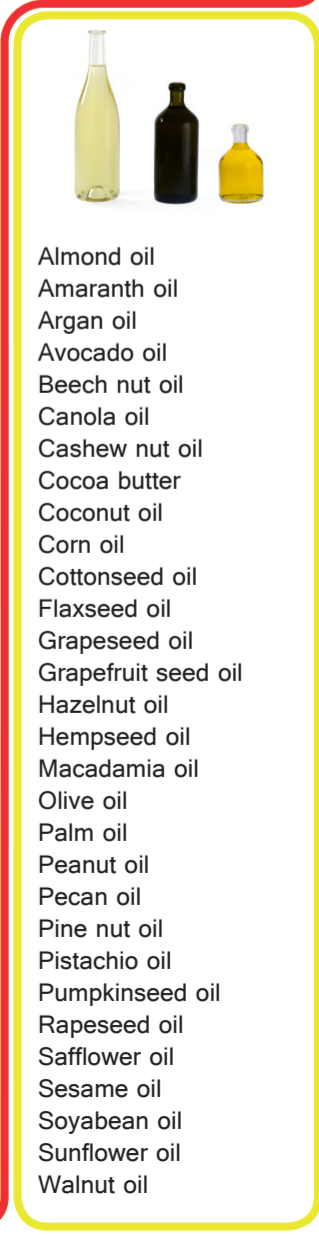 Almond oil
Amaranth oil
Argan oil
Avocado oil
Beech nut oil
Canola oil
Cashew nut oil
Cocoa butter
Coconut oil
Corn oil
Cottonseed oil
Flaxseed oil
Grapeseed oil
Grapefruit seed oil
Hazelnut oil
Hempseed oil
Macadamia oil
Olive oil
Palm oil
Peanut oil
Pecan oil
Pine nut oil
Pistachio oil
Pumpkinseed oil
Rapeseed oil
Safflower oil
Sesame oil
Soyabean oil
Sunflower oil
Walnut oil